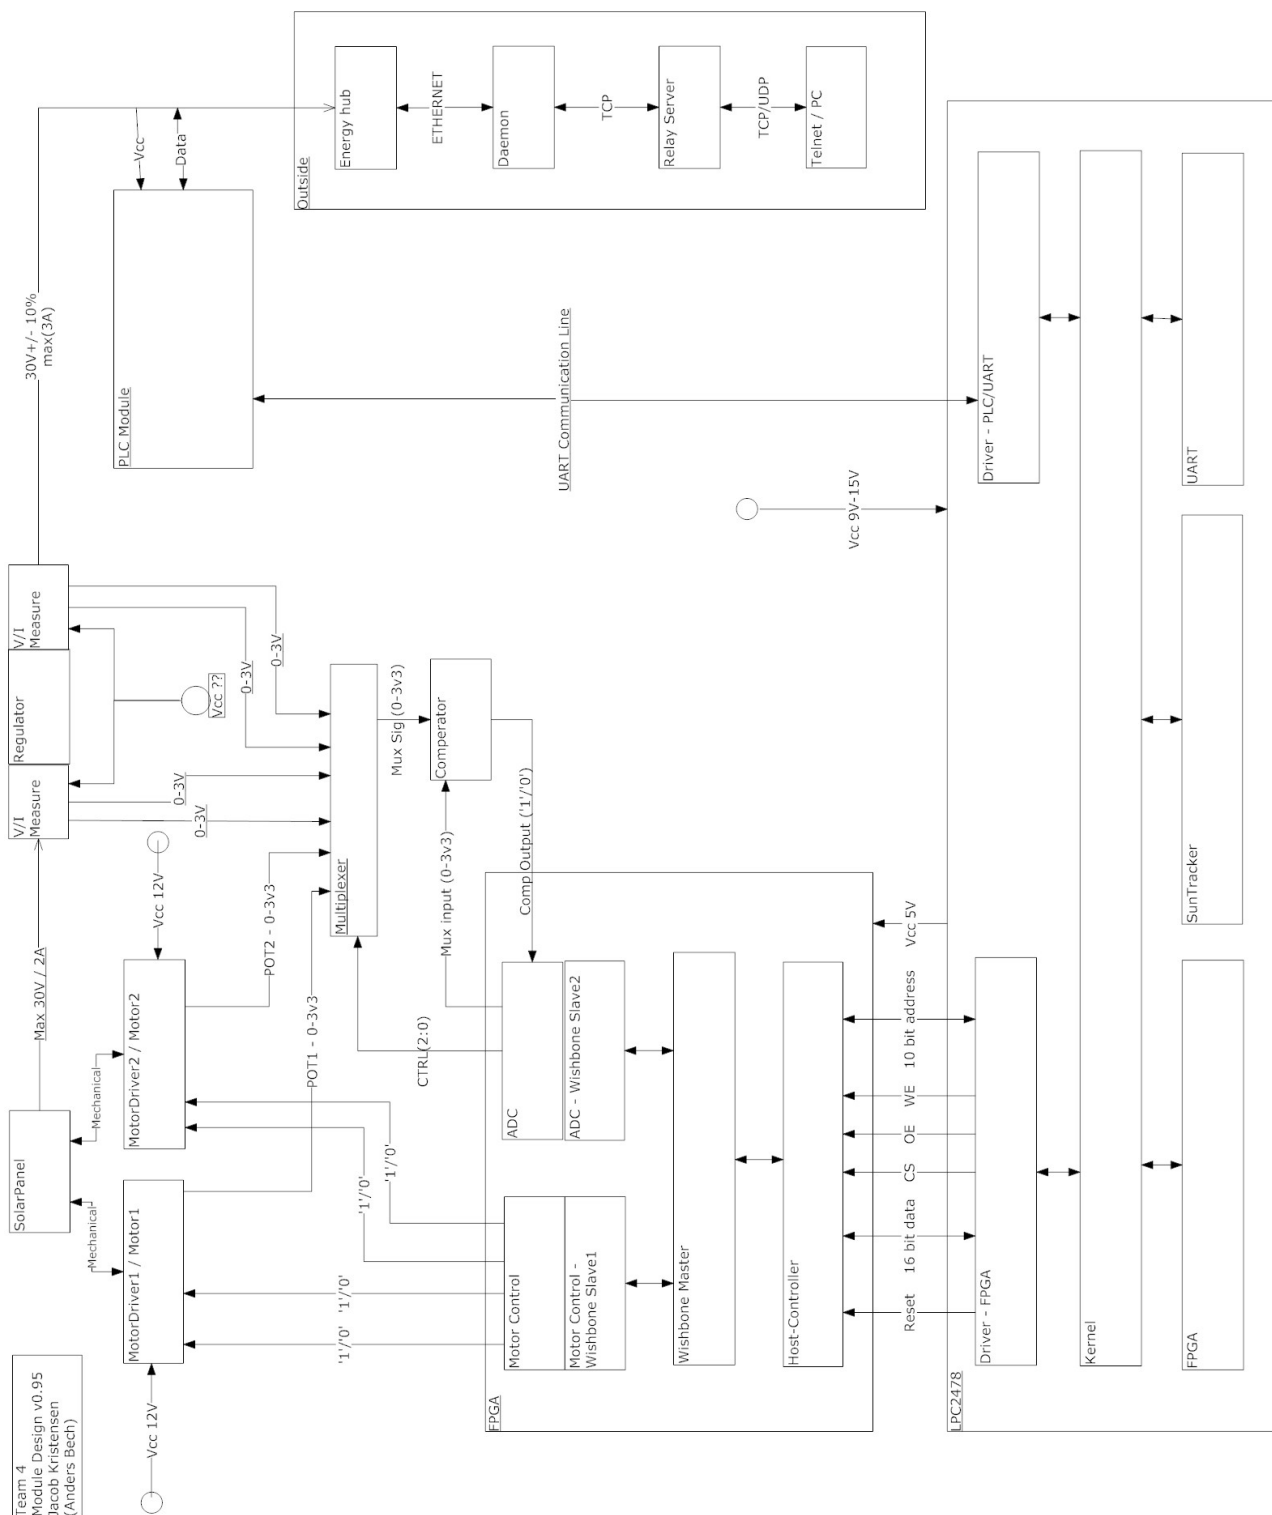 Team 4
Module Design v0.95
Jacob Kristensen
(Anders Bech)
Vcc 12V
MotorDriver1 / Motor1
Mechanical
SolarPanel
Mechanical
MotorDriver2 / Motor2
Vcc 12V
Max 30V / 2A
V/I
Measure
Regulator
V/I
Measure
Vcc ??
30V+/- 10%
max(3A)
Vcc
Data
PLC Module
Outside
Energy hub
ETHERNET
Daemon
TCP
Relay Server
TCP/UDP
Telnet / PC
0-3V
0-3V
0-3V
0-3V
POT2 - 0-3v3
POT1 - 0-3v3
Multiplexer
Mux Sig (0-3v3)
Comperator
Mux input (0-3v3)
Comp Output ('1'/'0')
CTRL(2:0)
'1'/'0'
'1'/'0'
'1'/'0'
'1'/'0'
UART Communication Line
FPGA
Motor Control
Motor Control -
Wishbone Slave1
ADC
ADC - Wishbone Slave2
Wishbone Master
Host-Controller
Reset
16 bit data
CS
OE
WE
10 bit address
Vcc 5V
Vcc 9V-15V
LPC2478
Driver - FPGA
Driver - PLC/UART
Kernel
FPGA
SunTracker
UART